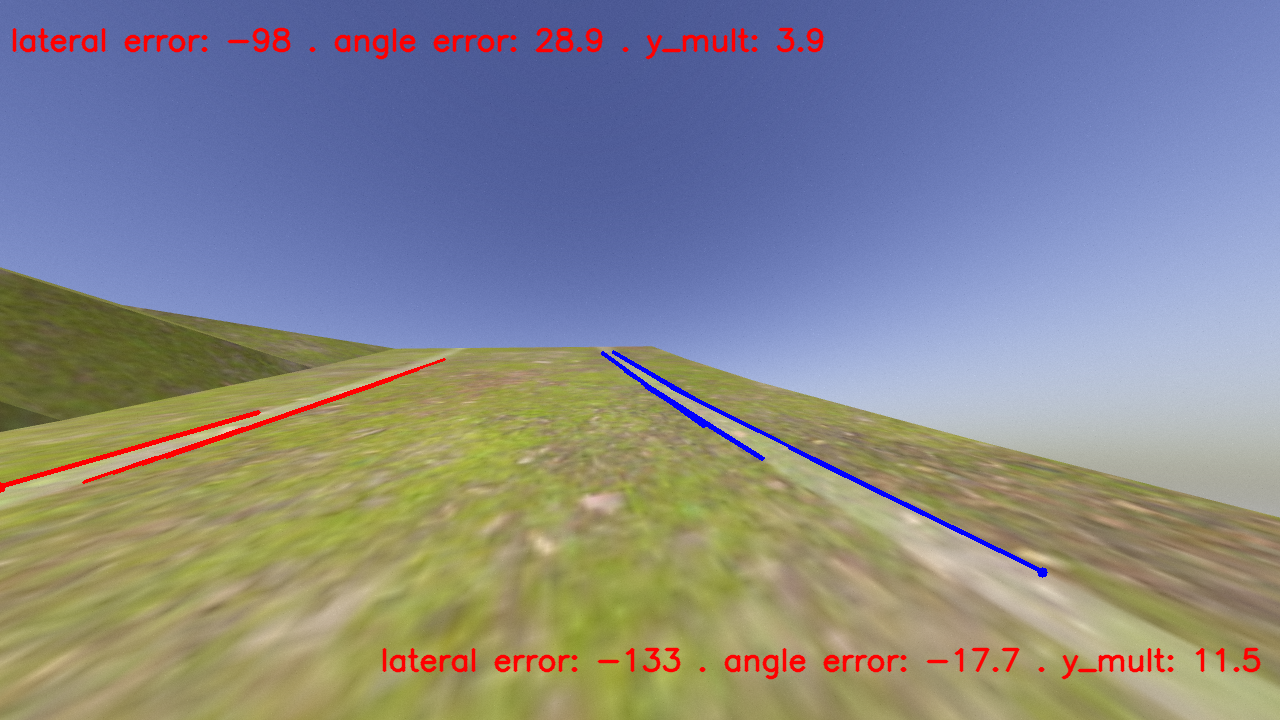 lateral error: -98 . angle error: 28.9 . y_mult: 3.9
lateral error: -133 . angle error: -17.7 . y_mult: 11.5